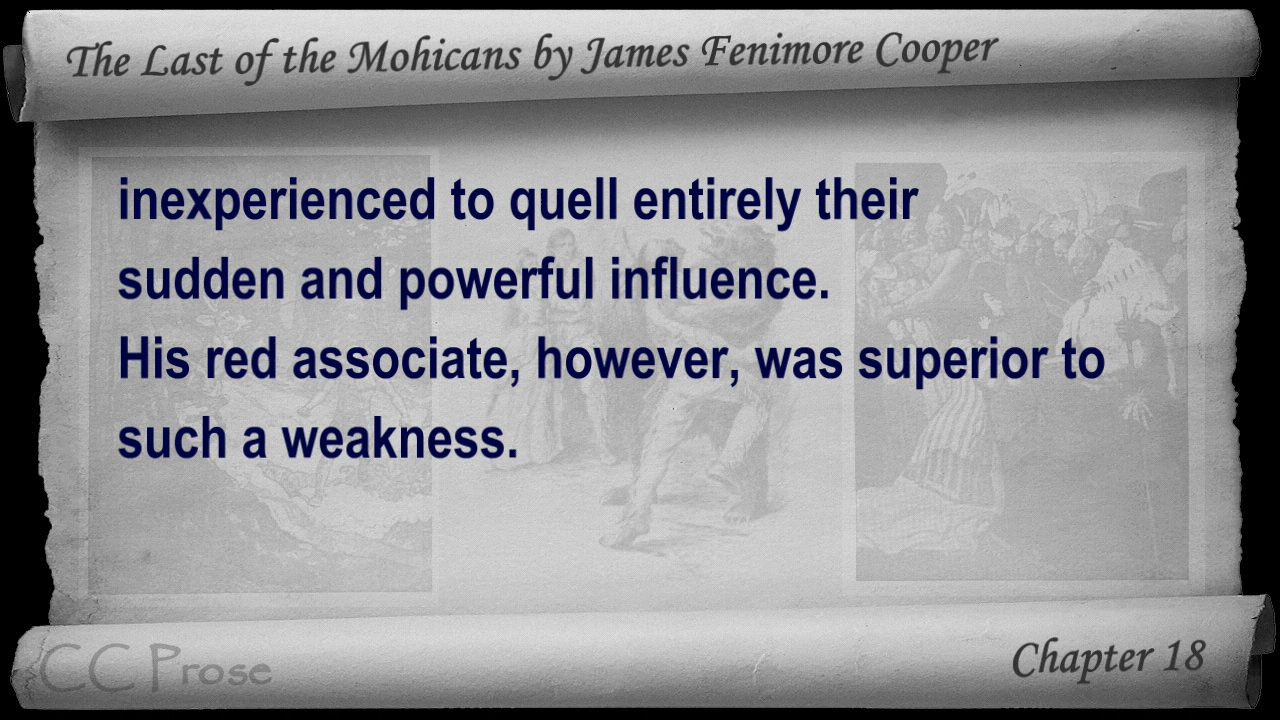 The Last of the Mohicans by James Fenimore Cooper
inexperienced to quell entirely their
sudden and powerful influence.
His red associate, however, was superior to
such a weakness.
CC Prose
Chapter 18